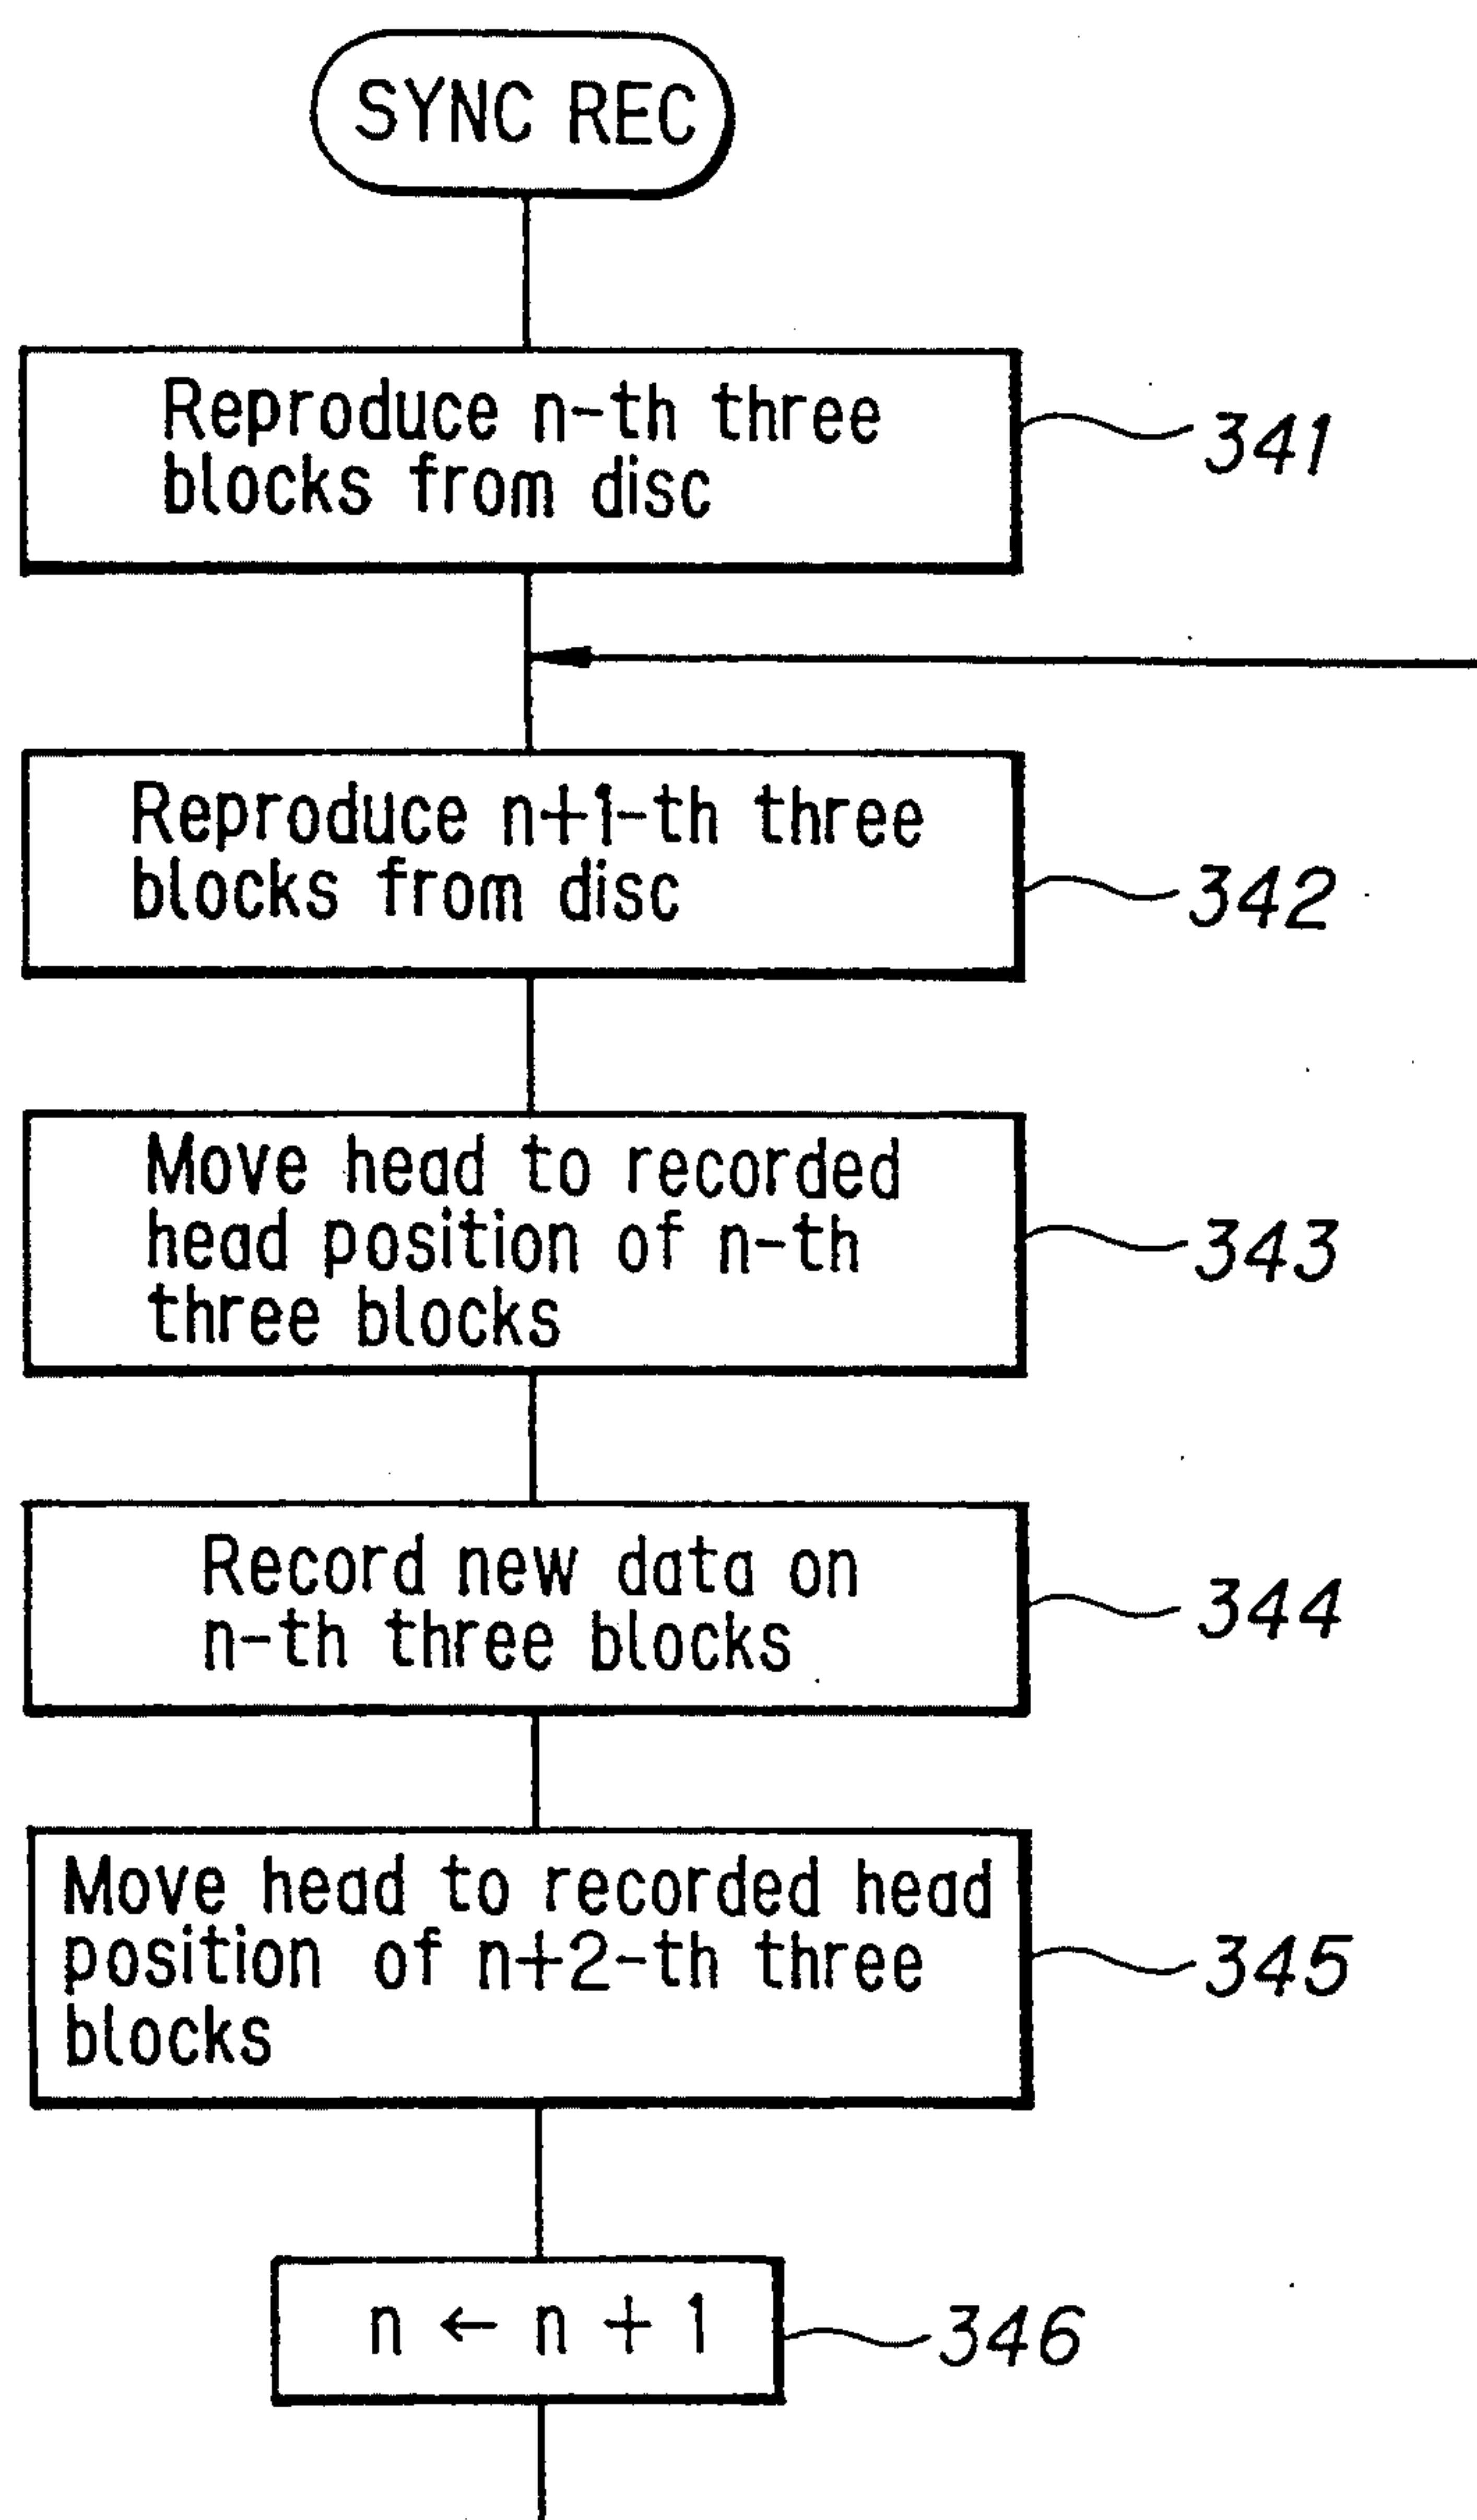 SYNC REC
Reproduce n-th three
blocks from disc
341
Reproduce n+1-th three
blocks from disc
342
Move head to recorded
head position of n-th
three blocks
343
Record new data on
n-th three blocks
344
Move head to recorded head
position of n+2-th three
blocks
345
n ← n + 1
346